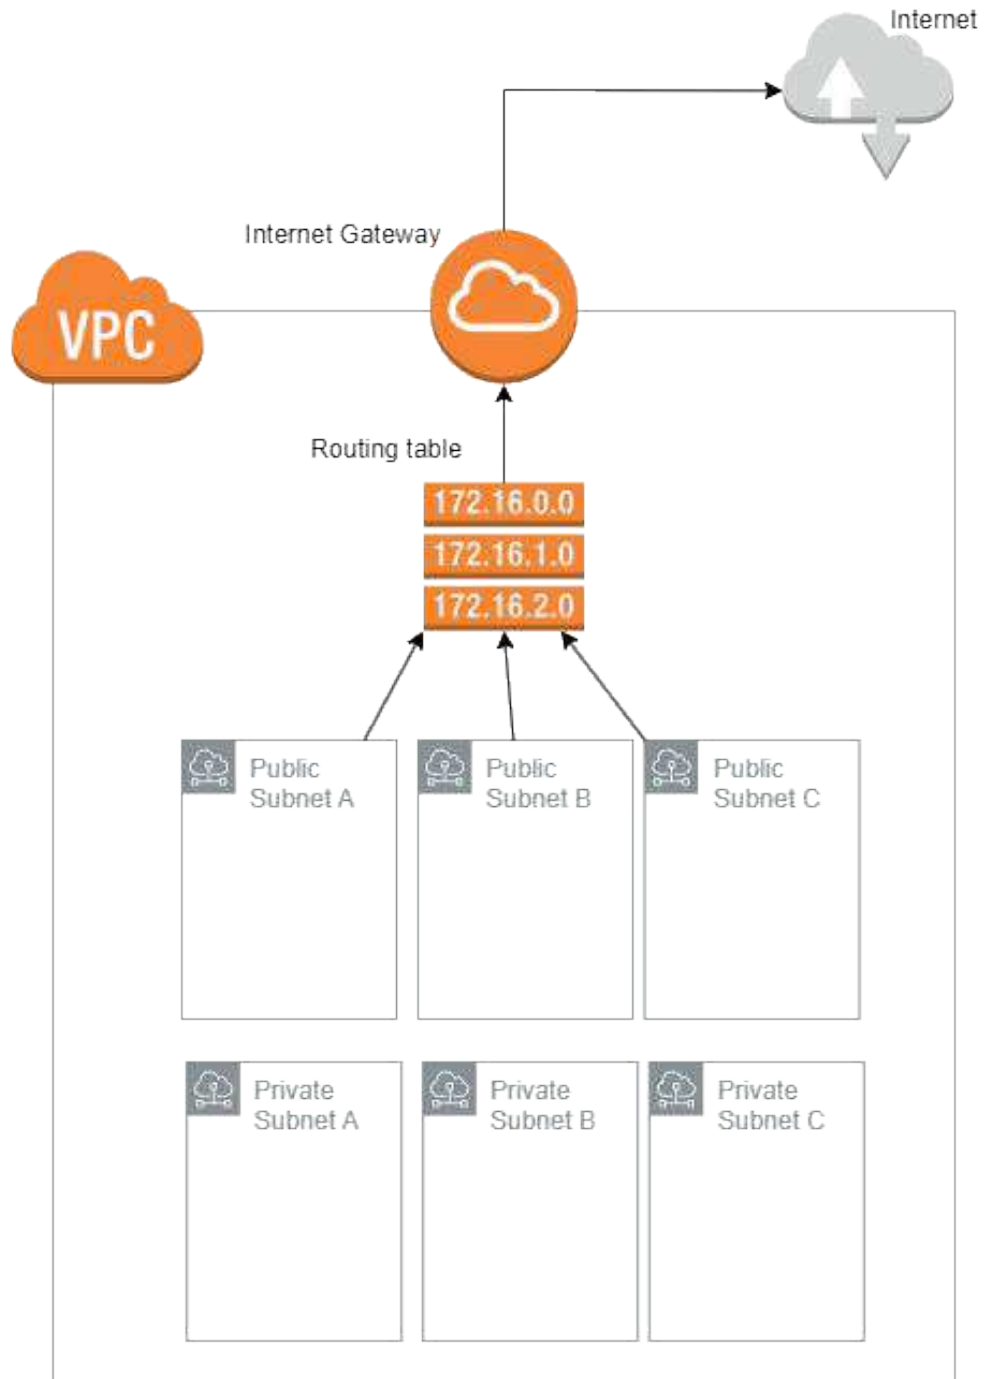 Internet
Internet Gateway
VPC
Routing table
172.16.0.0
172.16.1.0
172.16.2.0
Public
Subnet A
Public
Subnet B
Public
Subnet C
Private
Subnet A
Private
Subnet B
Private
Subnet C